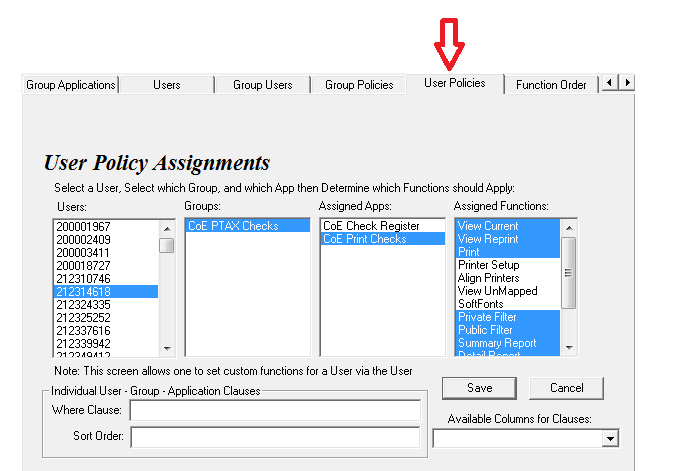 Group Applications Users Group Users Group Policies User Policies Function Order
User Policy Assignments
Select a User, Select which Group, and which App then Determine which Functions should Apply:
Users: Groups: Assigned Apps: Assigned Functions:
200001967 CoE PTAX Checks CoE Check Register View Current
200002409 CoE Print Checks View Reprint
200003411 Print
200018727 Printer Setup
212310746 Align Printers
212314618 View UnMapped
212324335 SoftFonts
212325252 Private Filter
212337616 Public Filter
212339942 Summary Report
212349412 Detail Report
Note: This screen allows one to set custom functions for a User via the User
Individual User - Group - Application Clauses Save Cancel
Where Clause: Available Columns for Clauses:
Sort Order: